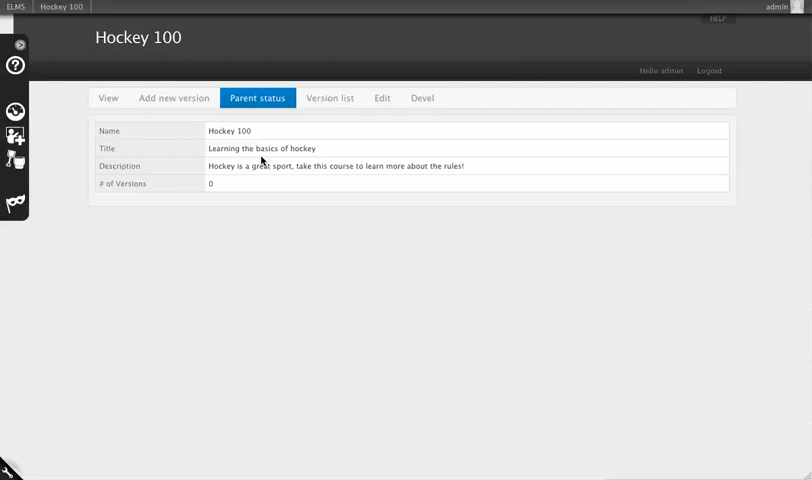 ELMS Hockey 100 admin
HELP
Hockey 100
Hello admin Logout
View Add new version Parent status Version list Edit Devel
Name Hockey 100
Title Learning the basics of hockey
Description Hockey is a great sport, take this course to learn more about the rules!
# of Versions 0